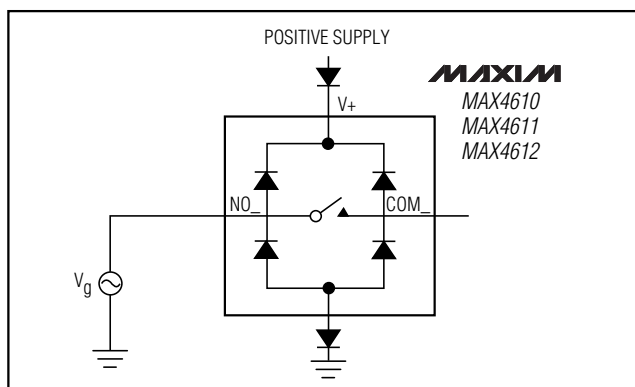 POSITIVE SUPPLY
MAXIM
MAX4610
MAX4611
MAX4612
V+
NO_
COM_
Vg